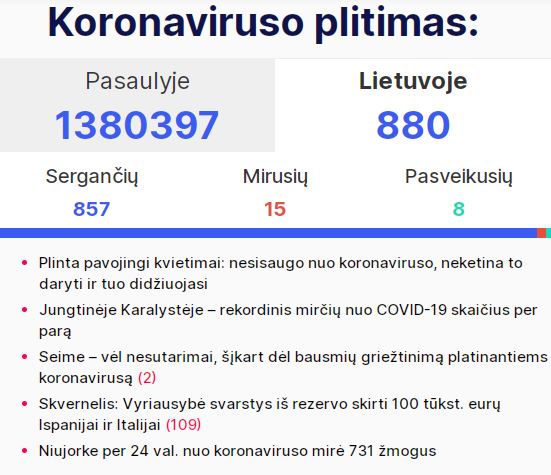 Koronaviruso plitimas:
Pasaulyje
1380397
Lietuvoje
880
Sergančių
857
Mirusių
15
Pasveikusių
8
Plinta pavojingi kvietimai: nesisaugo nuo koronaviruso, neketina to
daryti ir tuo didžiuojasi
Jungtinėje Karalystėje – rekordinis mirčių nuo COVID-19 skaičius per
parą
Seime – vėl nesutarimai, šįkart dėl bausmių griežtinimą platinantiems
koronavirusą (2)
Skvernelis: Vyriausybė svarstys iš rezervo skirti 100 tūkst. eurų
Ispanijai ir Italijai (109)
Niujorke per 24 val. nuo koronaviruso mirė 731 žmogus